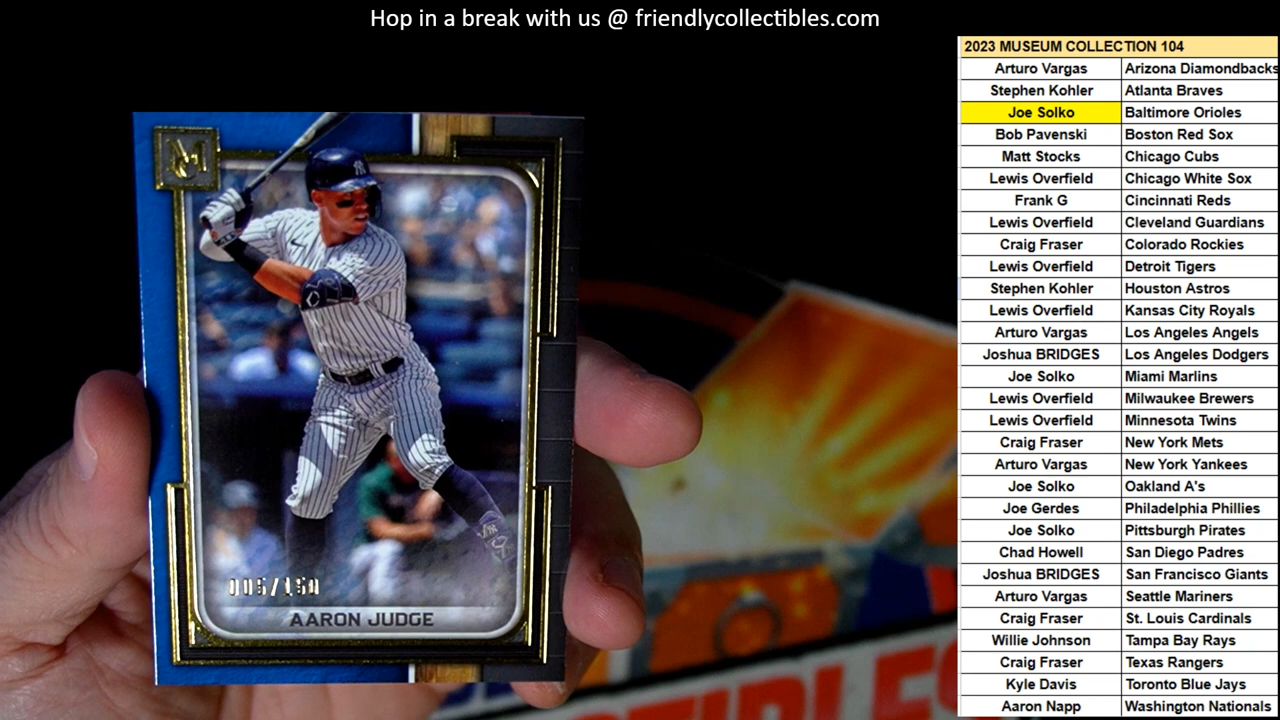 Hop in a break with us @ friendlycollectibles.com
2023 MUSEUM COLLECTION 104
Arturo Vargas Arizona Diamondbacks
Stephen Kohler Atlanta Braves
Joe Solko Baltimore Orioles
Bob Pavenski Boston Red Sox
Matt Stocks Chicago Cubs
Lewis Overfield Chicago White Sox
Frank G Cincinnati Reds
Lewis Overfield Cleveland Guardians
Craig Fraser Colorado Rockies
Lewis Overfield Detroit Tigers
Stephen Kohler Houston Astros
Lewis Overfield Kansas City Royals
Arturo Vargas Los Angeles Angels
Joshua BRIDGES Los Angeles Dodgers
Joe Solko Miami Marlins
Lewis Overfield Milwaukee Brewers
Lewis Overfield Minnesota Twins
Craig Fraser New York Mets
Arturo Vargas New York Yankees
Joe Solko Oakland A's
Joe Gerdes Philadelphia Phillies
Joe Solko Pittsburgh Pirates
Chad Howell San Diego Padres
Joshua BRIDGES San Francisco Giants
Arturo Vargas Seattle Mariners
Craig Fraser St. Louis Cardinals
Willie Johnson Tampa Bay Rays
Craig Fraser Texas Rangers
Kyle Davis Toronto Blue Jays
Aaron Napp Washington Nationals
MC
NY
005/150
AARON JUDGE